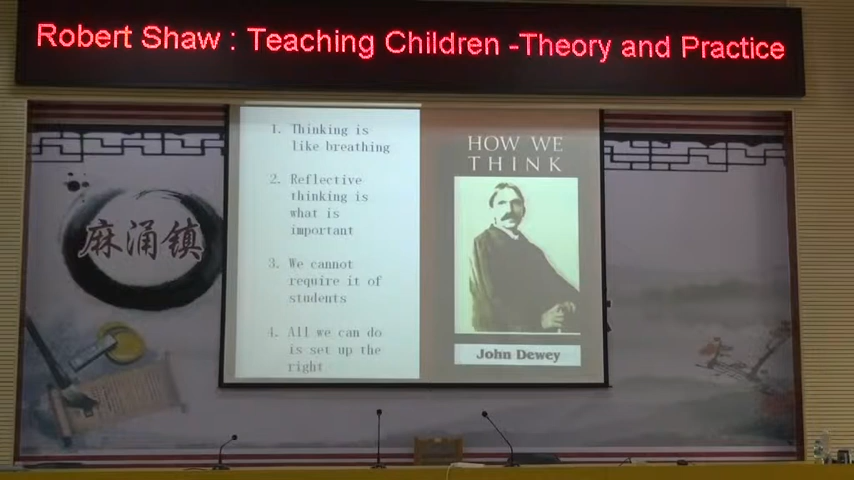 Robert Shaw : Teaching Children -Theory and Practice
麻涌镇
1. Thinking is
like breathing
2. Reflective
thinking is
what is
important
3. We cannot
require it of
students
4. All we can do
is set up the
right
HOW WE
THINK
John Dewey